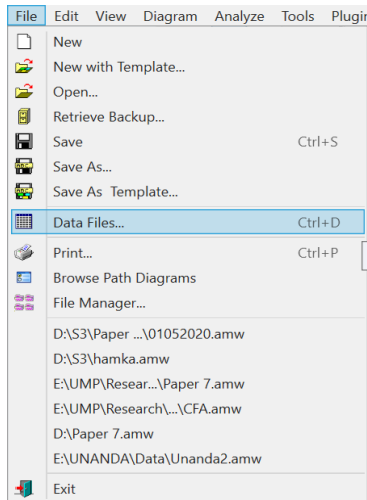 File Edit View Diagram Analyze Tools Plugi
New
New with Template...
Open...
Retrieve Backup...
Save Ctrl+S
Save As...
Save As Template...
Data Files... Ctrl+D
Print... Ctrl+P
Browse Path Diagrams
File Manager...
D:\S3\Paper ...\01052020.amw
D:\S3\hamka.amw
E:\UMP\Resear...\Paper 7.amw
E:\UMP\Research\...\CFA.amw
D:\Paper 7.amw
E:\UNANDA\Data\Unanda2.amw
Exit